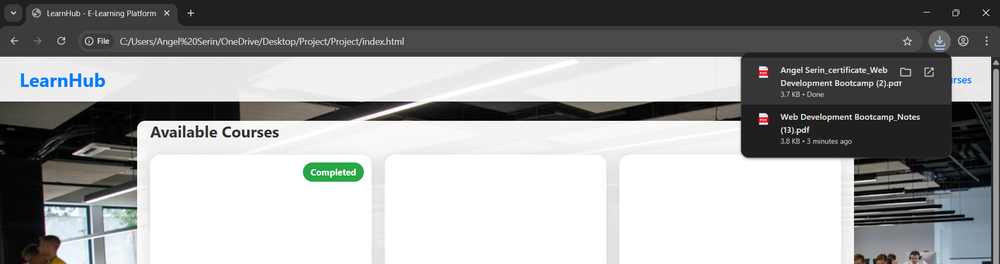 LearnHub - E-Learning Platform
File
C:/Users/Angel%20Serin/OneDrive/Desktop/Project/Project/index.html
LearnHub
Angel Serin_certificate_Web
Development Bootcamp (2).pdf
3.7 KB • Done
Web Development Bootcamp_Notes
(13).pdf
3.8 KB • 3 minutes ago
Available Courses
Completed